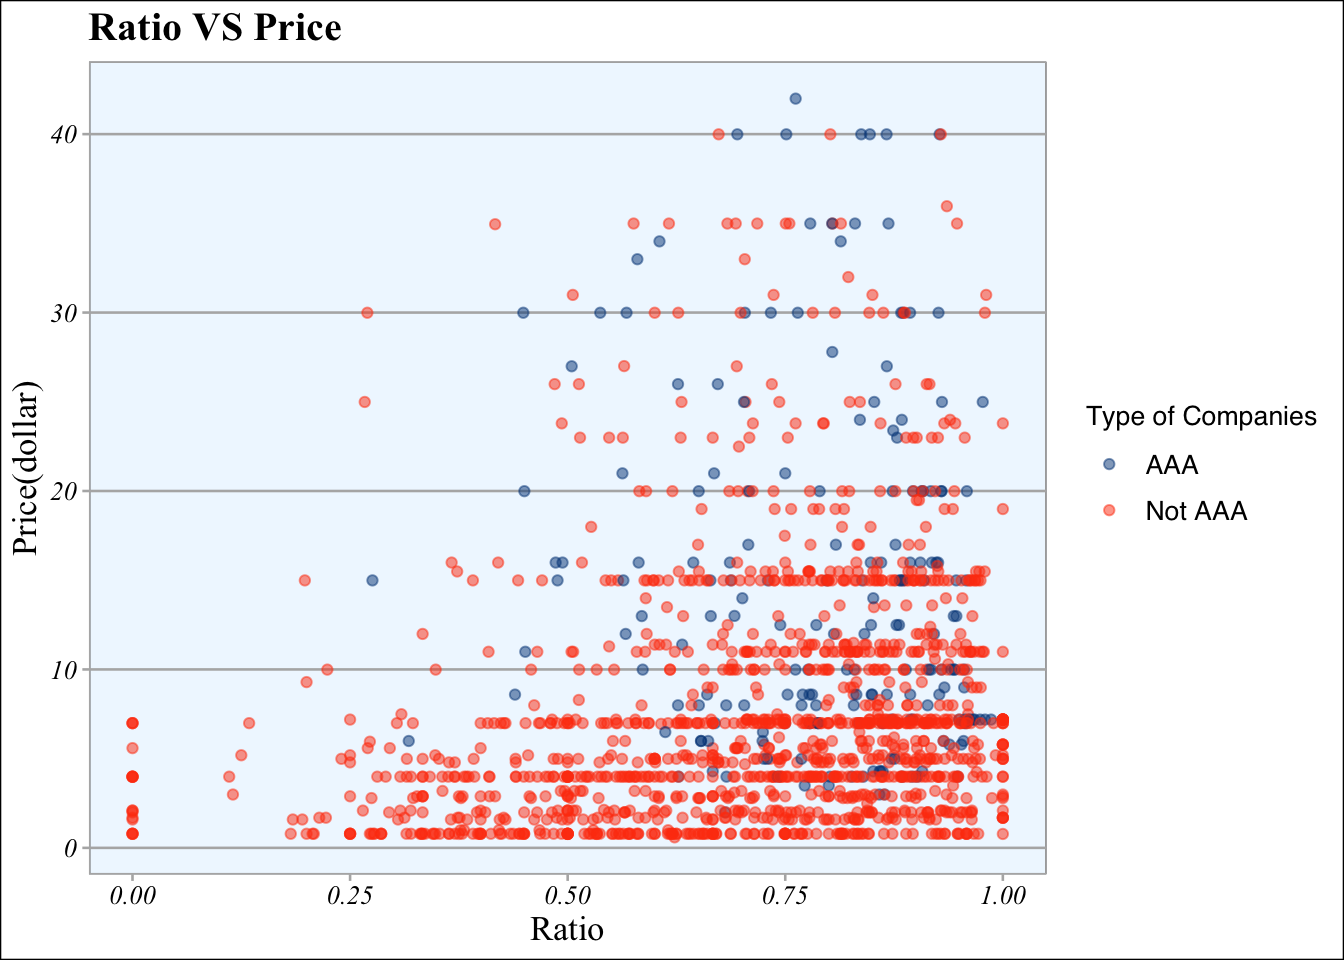 Ratio VS Price
Price(dollar)
40
30
20
10
0
0.00 0.25 0.50 0.75 1.00
Ratio
Type of Companies
AAA
Not AAA